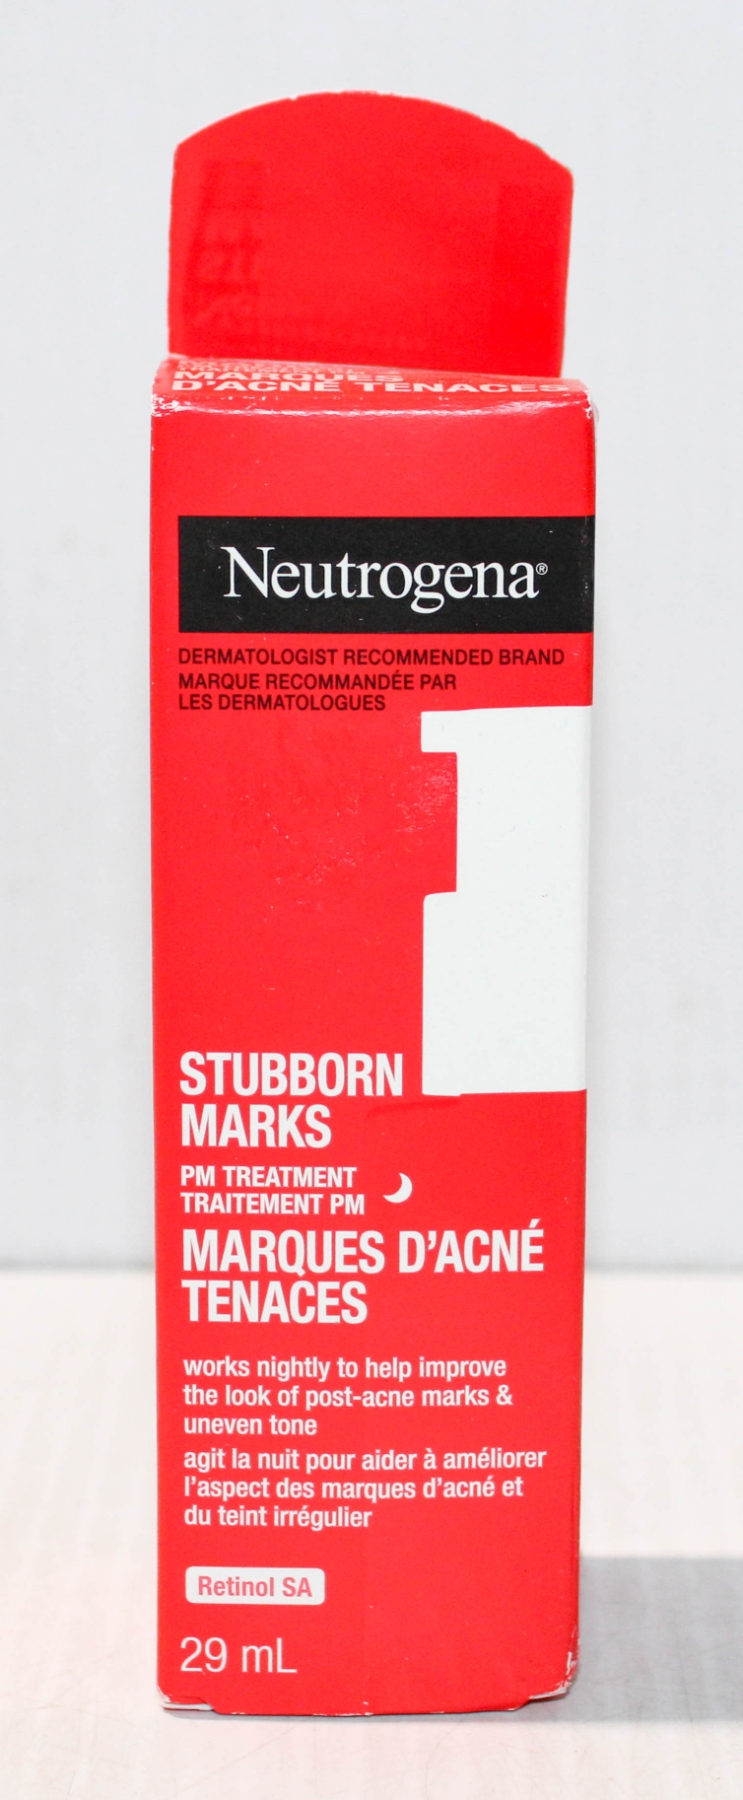 MARQUES
D'ACNÉ TENACES
Neutrogena®
DERMATOLOGIST RECOMMENDED BRAND
MARQUE RECOMMANDÉE PAR
LES DERMATOLOGUES
STUBBORN
MARKS
PM TREATMENT
TRAITEMENT PM
MARQUES D'ACNÉ
TENACES
works nightly to help improve
the look of post-acne marks &
uneven tone
agit la nuit pour aider à améliorer
l'aspect des marques d'acné et
du teint irrégulier
Retinol SA
29 mL